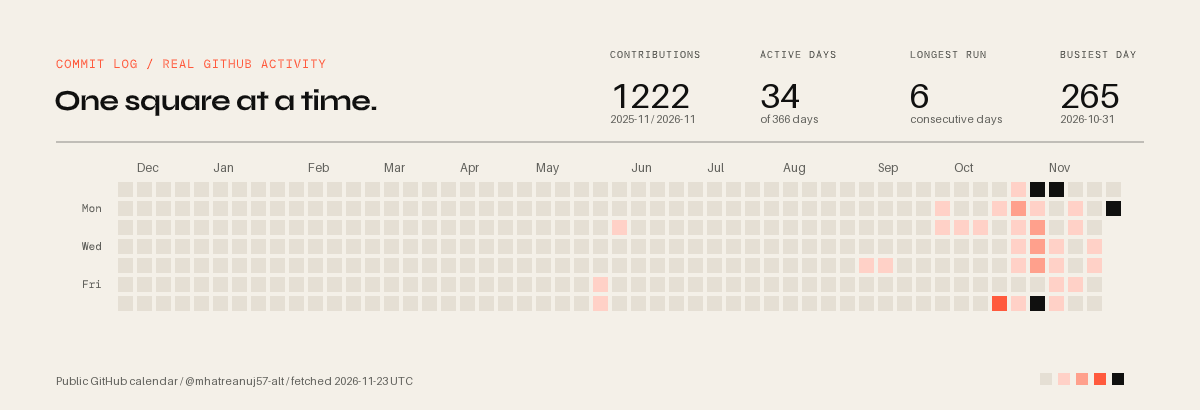 COMMIT LOG / REAL GITHUB ACTIVITY
One square at a time.
CONTRIBUTIONS
1222
2025-11 / 2026-11
ACTIVE DAYS
34
of 366 days
LONGEST RUN
6
consecutive days
BUSIEST DAY
265
2026-10-31
Dec Jan Feb Mar Apr May Jun Jul Aug Sep Oct Nov
Mon
Wed
Fri
Public GitHub calendar / @mhatreanuj57-alt / fetched 2026-11-23 UTC